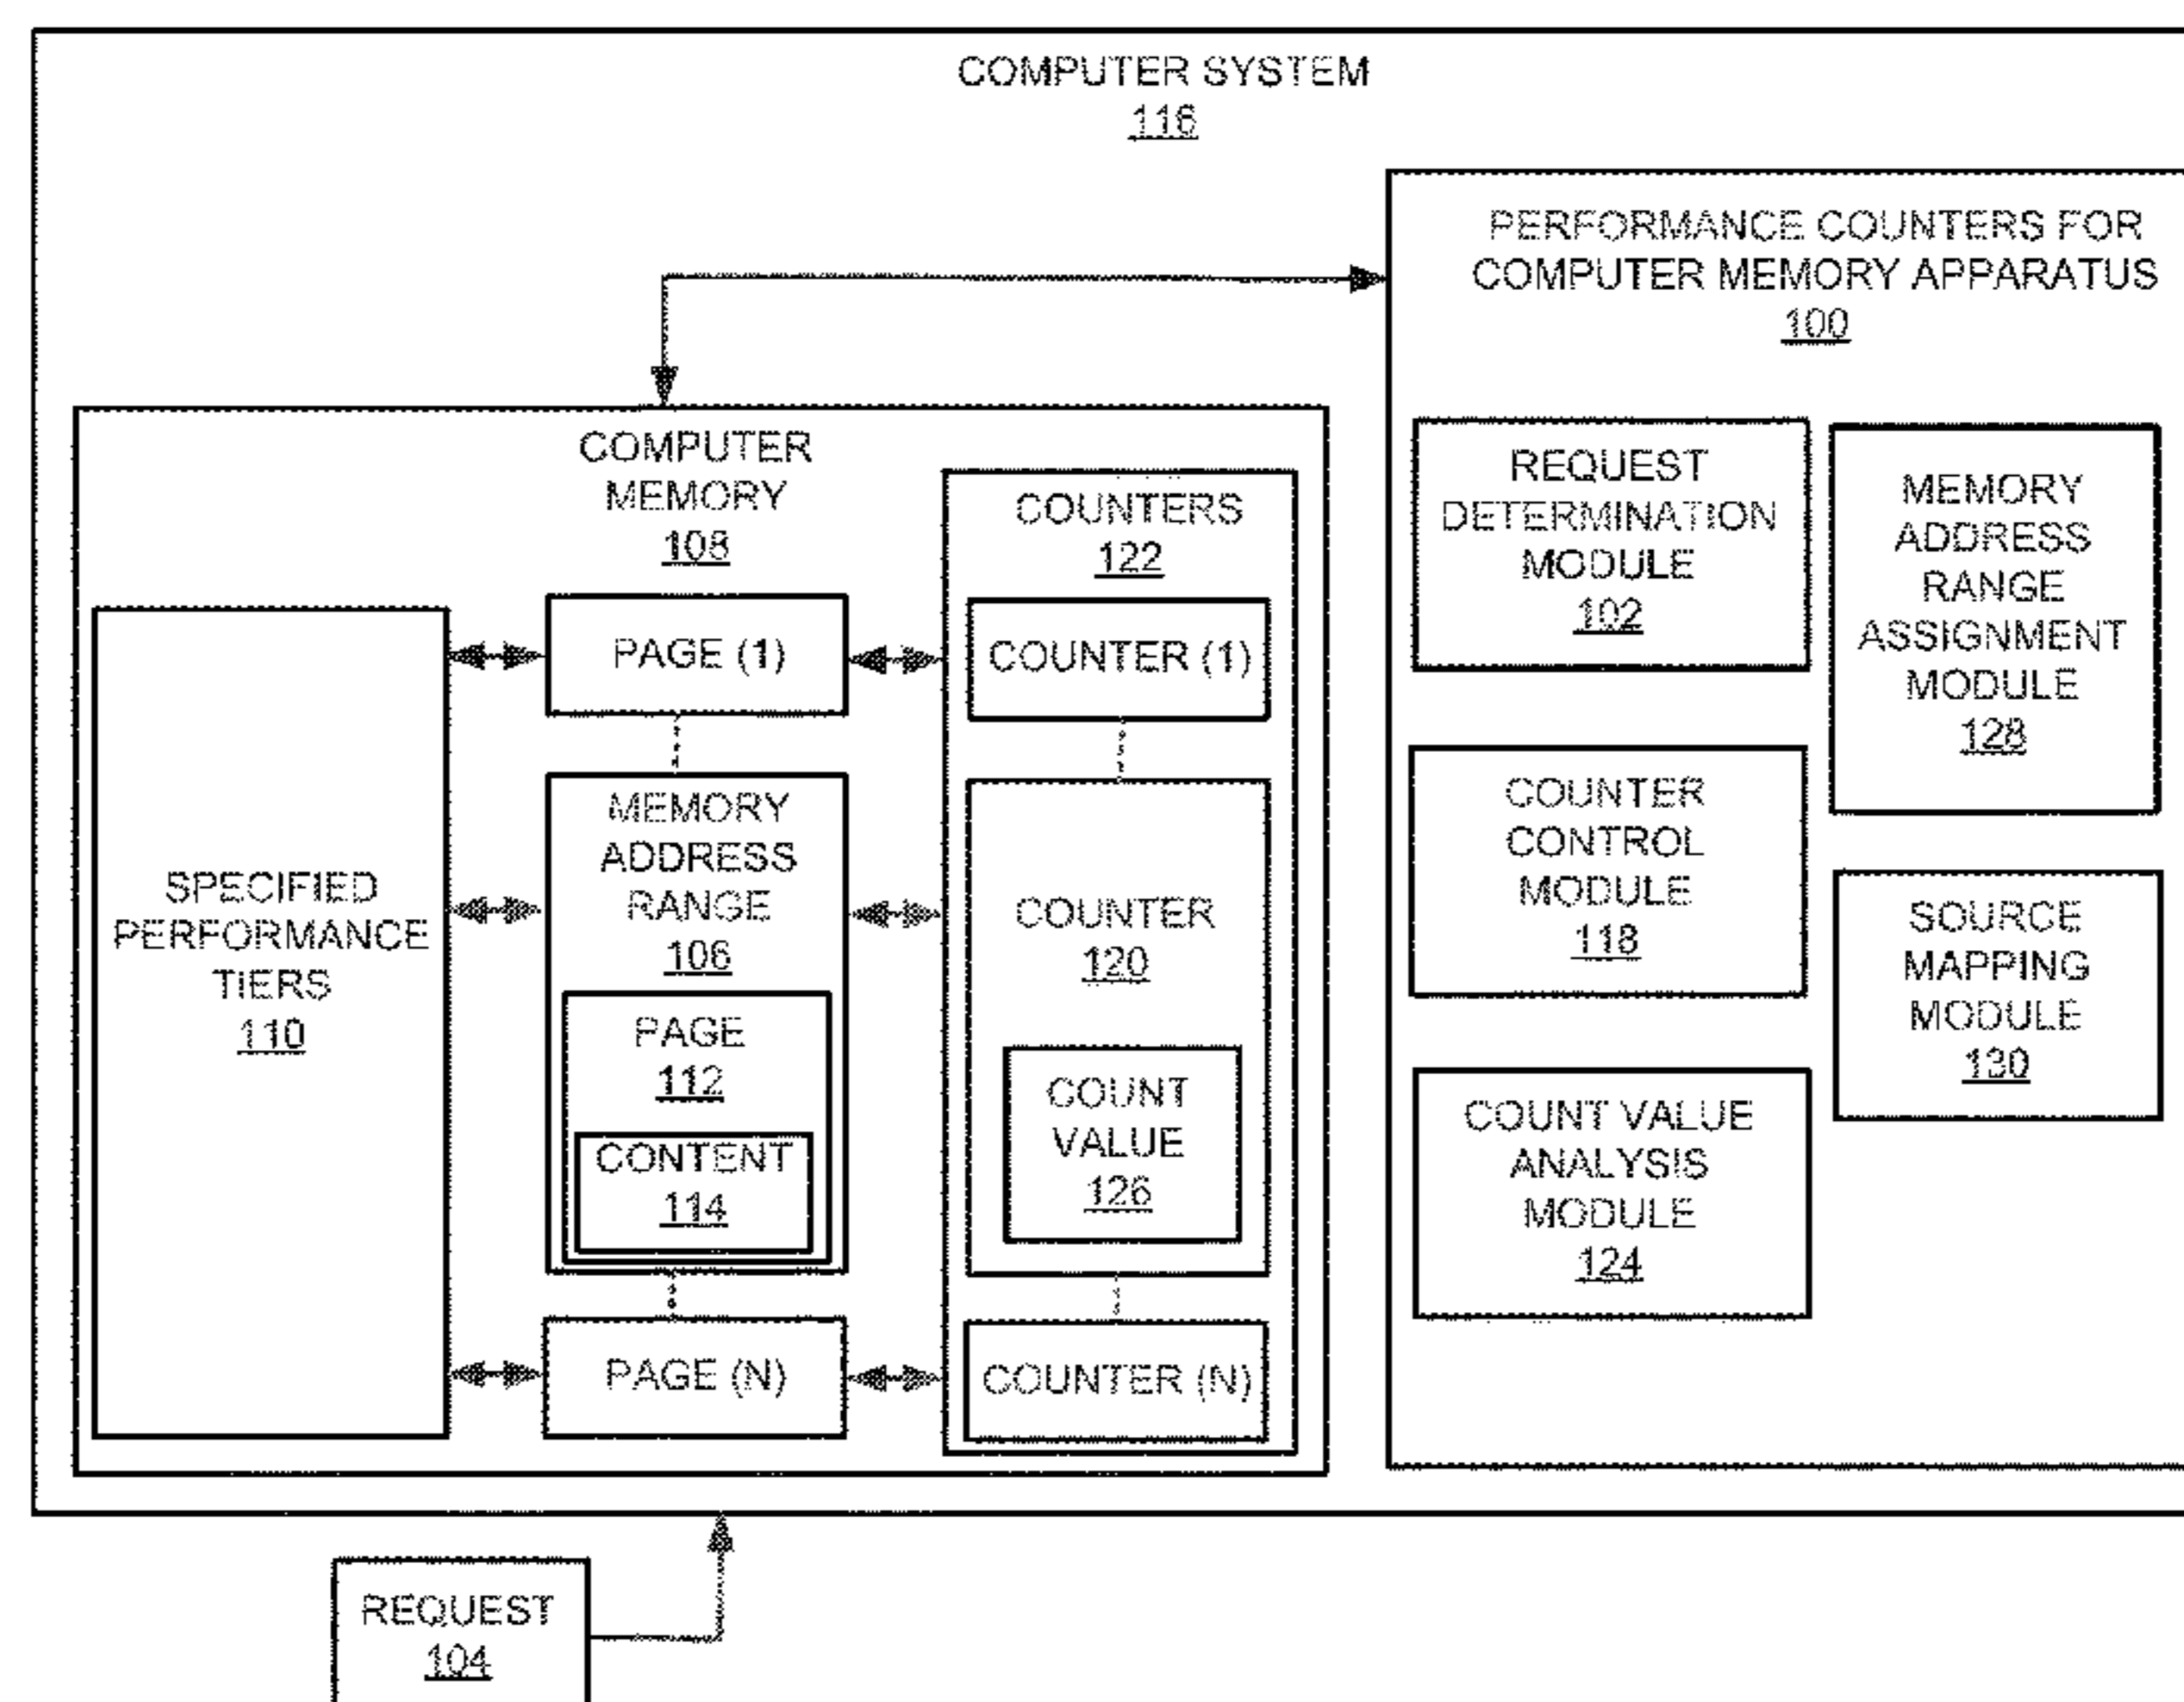 COMPUTER SYSTEM
116
PERFORMANCE COUNTERS FOR
COMPUTER MEMORY APPARATUS
100
COMPUTER
MEMORY
108
SPECIFIED
PERFORMANCE
TIERS
110
PAGE (1)
MEMORY
ADDRESS
RANGE
106
PAGE
112
CONTENT
114
PAGE (N)
COUNTERS
122
COUNTER (1)
COUNTER
120
COUNT
VALUE
126
COUNTER (N)
REQUEST
DETERMINATION
MODULE
102
COUNTER
CONTROL
MODULE
118
COUNT VALUE
ANALYSIS
MODULE
124
MEMORY
ADDRESS
RANGE
ASSIGNMENT
MODULE
128
SOURCE
MAPPING
MODULE
130
REQUEST
104